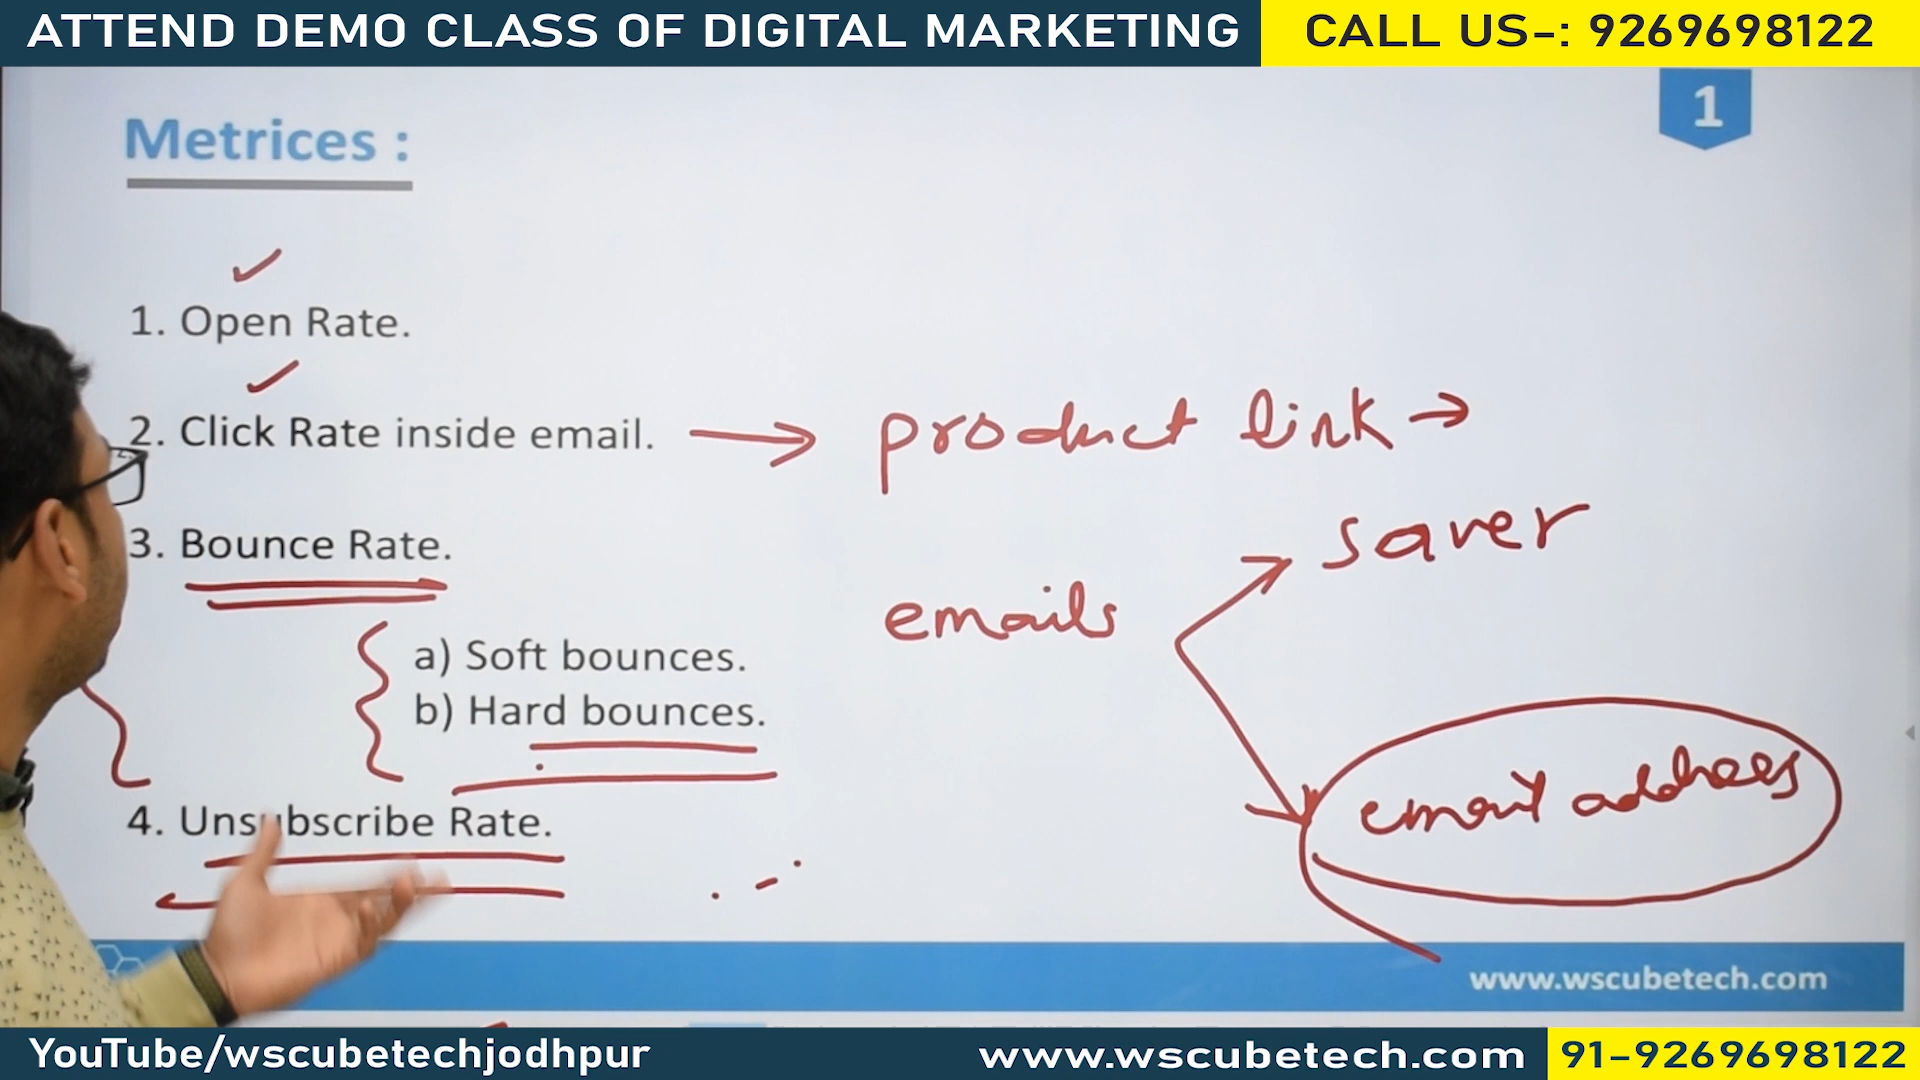 ATTEND DEMO CLASS OF DIGITAL MARKETING
CALL US-: 9269698122
1
Metrices :
1. Open Rate.
2. Click Rate inside email. → product link →
3. Bounce Rate.
saver
emails
a) Soft bounces.
b) Hard bounces.
email address
4. Unsubscribe Rate.
www.wscubetech.com
YouTube/wscubetechjodhpur
www.wscubetech.com
91-9269698122